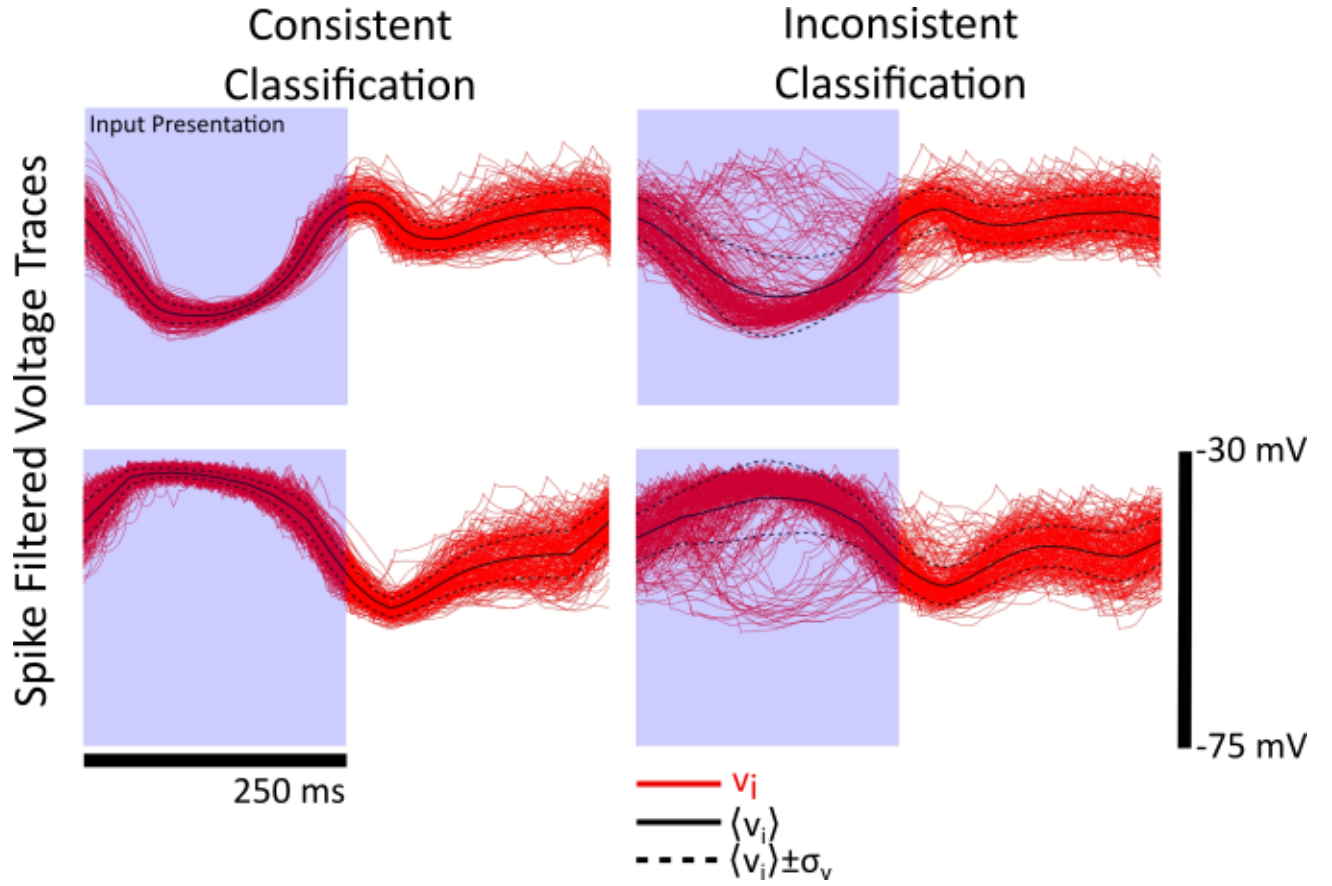 Consistent
Classification
Inconsistent
Classification
Input Presentation
Spike Filtered Voltage Traces
-30 mV
-75 mV
250 ms
vi
⟨vi⟩
⟨vi⟩±σv